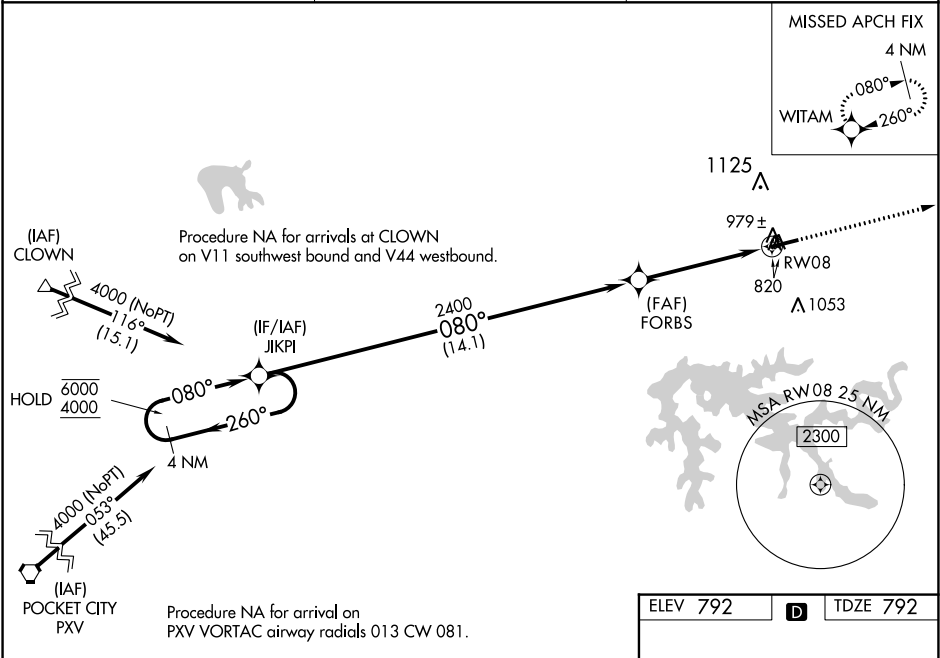 MISSED APCH FIX
4 NM
080°
260°
WITAM
1125
979±
RW08
820
1053
(IAF)
CLOWN
Procedure NA for arrivals at CLOWN
on V11 southwest bound and V44 westbound.
4000 (NoPT)
116°
(15.1)
(IF/IAF)
JIKPI
2400
080°
(14.1)
(FAF)
FORBS
HOLD
6000
4000
080°
260°
4 NM
MSA RW08 25 NM
2300
4000 (NoPT)
053°
(45.5)
(IAF)
POCKET CITY
PXV
Procedure NA for arrival on
PXV VORTAC airway radials 013 CW 081.
ELEV 792
D
TDZE 792